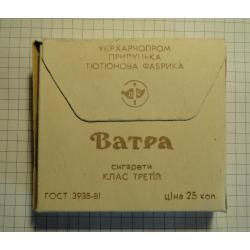 УКРХАРЧОПРОМ
ПРИЛУЦЬКА
ТЮТЮНОВА ФАБРИКА
Ватра
сигарети
КЛАС ТРЕТІЙ
ГОСТ 3935-81
Ціна 25 коп.